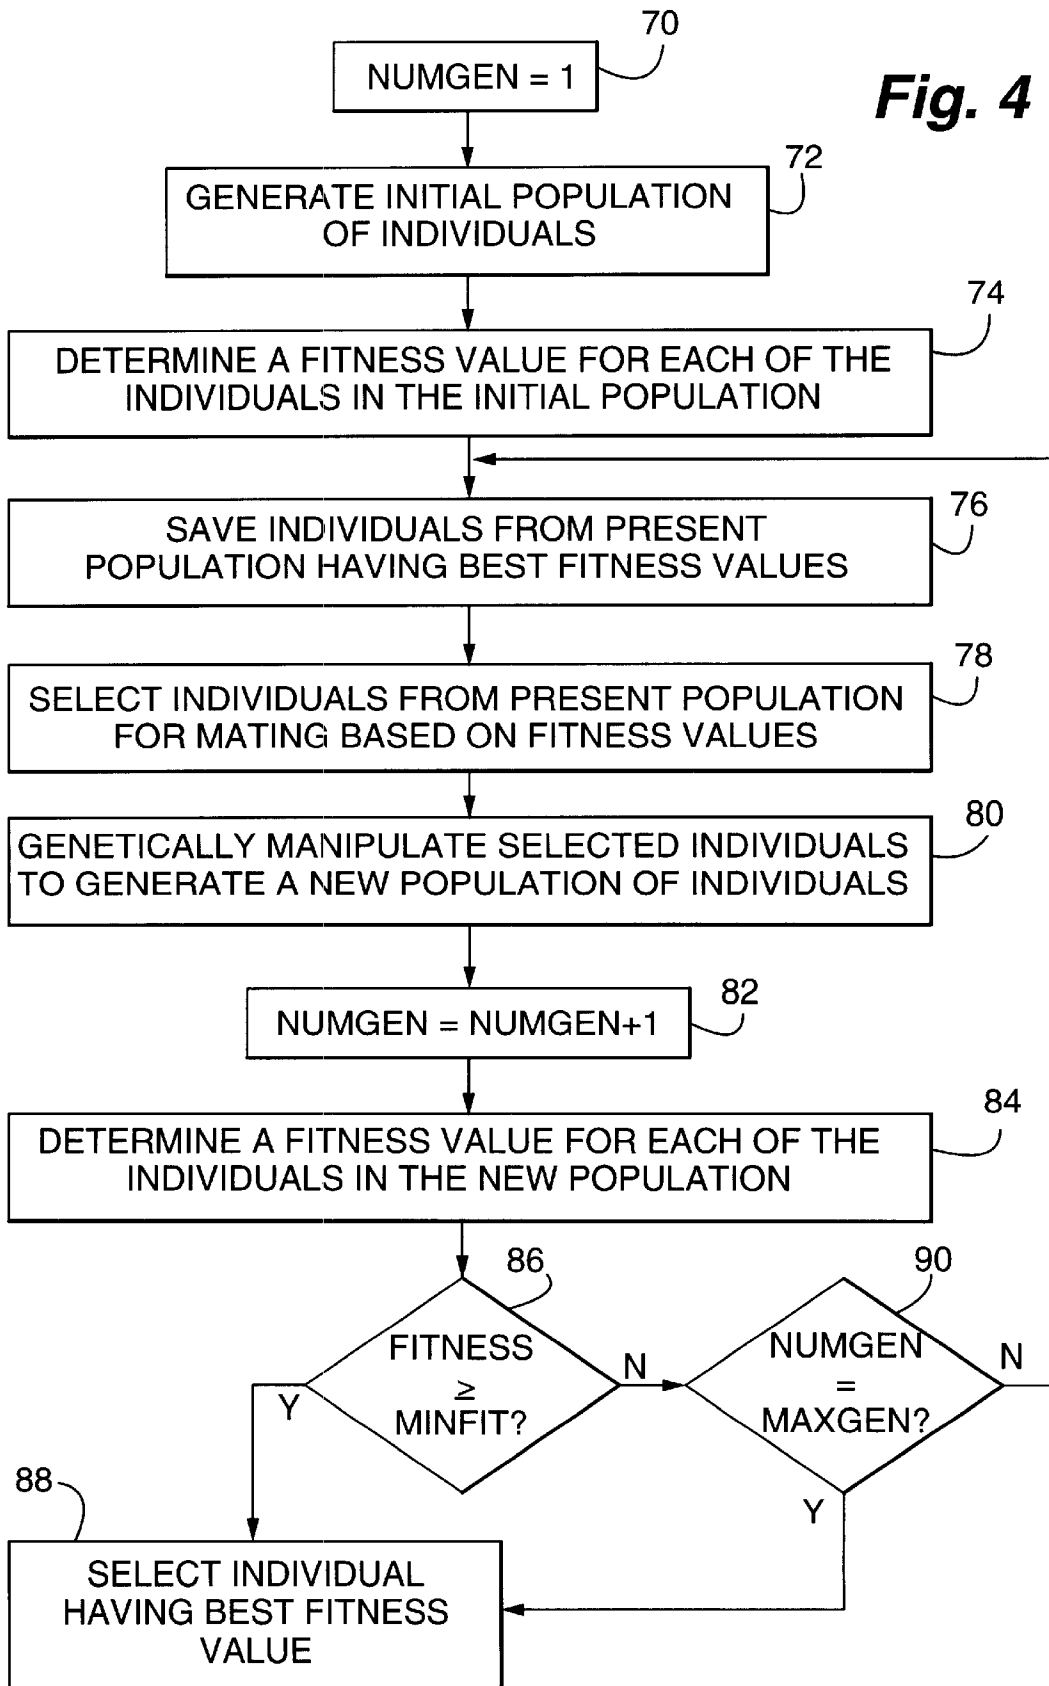 70
NUMGEN = 1
Fig. 4
72
GENERATE INITIAL POPULATION
OF INDIVIDUALS
74
DETERMINE A FITNESS VALUE FOR EACH OF THE
INDIVIDUALS IN THE INITIAL POPULATION
76
SAVE INDIVIDUALS FROM PRESENT
POPULATION HAVING BEST FITNESS VALUES
78
SELECT INDIVIDUALS FROM PRESENT POPULATION
FOR MATING BASED ON FITNESS VALUES
80
GENETICALLY MANIPULATE SELECTED INDIVIDUALS
TO GENERATE A NEW POPULATION OF INDIVIDUALS
82
NUMGEN = NUMGEN+1
84
DETERMINE A FITNESS VALUE FOR EACH OF THE
INDIVIDUALS IN THE NEW POPULATION
86
FITNESS
≥
MINFIT?
Y
N
90
NUMGEN
=
MAXGEN?
N
Y
88
SELECT INDIVIDUAL
HAVING BEST FITNESS
VALUE